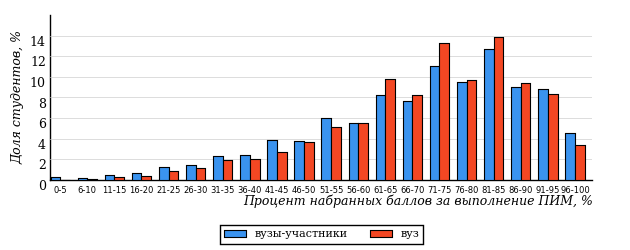 Доля студентов, %
14
12
10
8
6
4
2
0
0-5 6-10 11-15 16-20 21-25 26-30 31-35 36-40 41-45 46-50 51-55 56-60 61-65 66-70 71-75 76-80 81-85 86-90 91-95 96-100
Процент набранных баллов за выполнение ПИМ, %
вузы-участники вуз